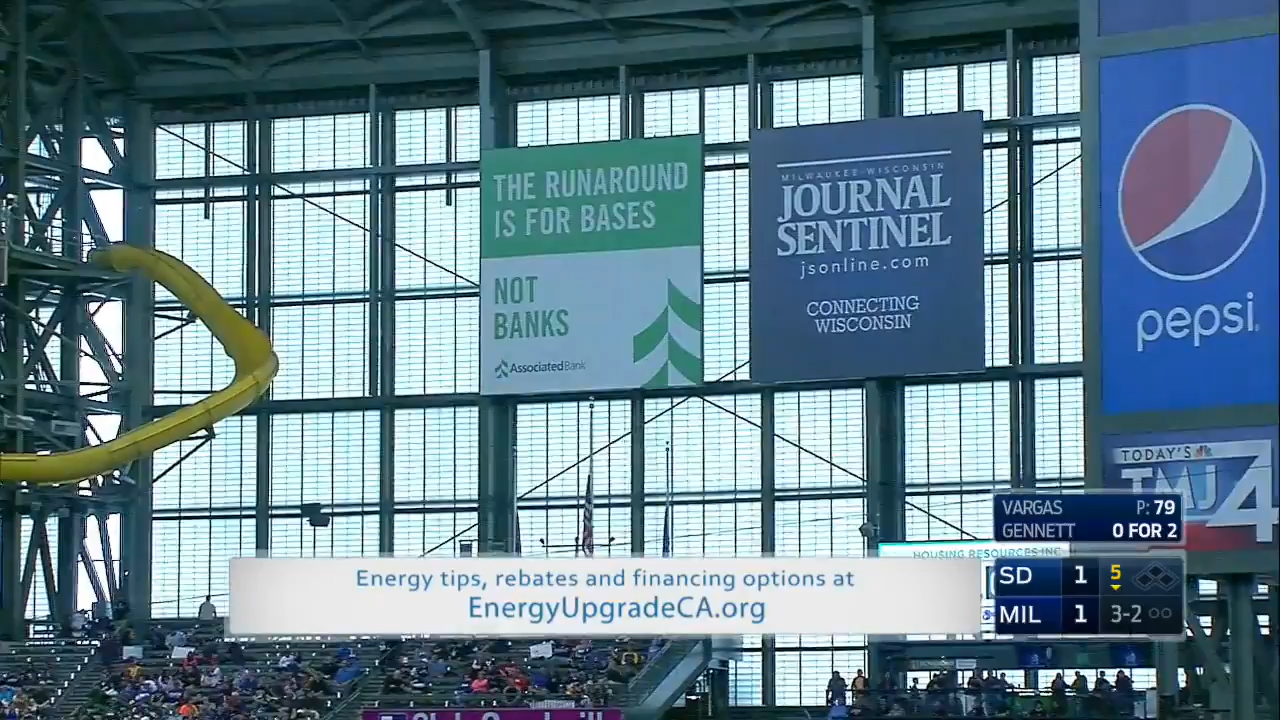 THE RUNAROUND
IS FOR BASES
NOT
BANKS
AssociatedBank
MILWAUKEE WISCONSIN
JOURNAL
SENTINEL
jsonline.com
CONNECTING
WISCONSIN
pepsi
TODAY'S
TMJ4
HOUSING RESOURCES INC
VARGAS P: 79
GENNETT 0 FOR 2
SD 1 5
MIL 1 3-2
Energy tips, rebates and financing options at
EnergyUpgradeCA.org